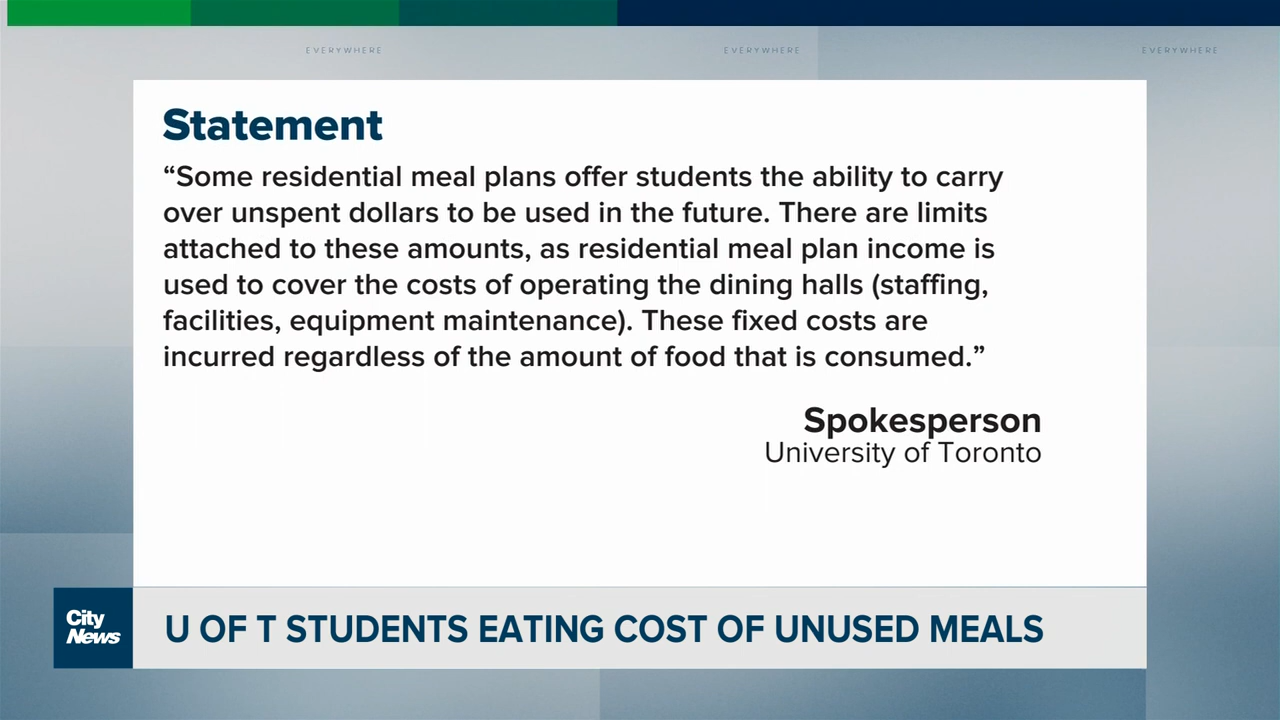 EVERYWHERE EVERYWHERE EVERYWHERE
Statement
“Some residential meal plans offer students the ability to carry
over unspent dollars to be used in the future. There are limits
attached to these amounts, as residential meal plan income is
used to cover the costs of operating the dining halls (staffing,
facilities, equipment maintenance). These fixed costs are
incurred regardless of the amount of food that is consumed.”
Spokesperson
University of Toronto
City
News
U OF T STUDENTS EATING COST OF UNUSED MEALS